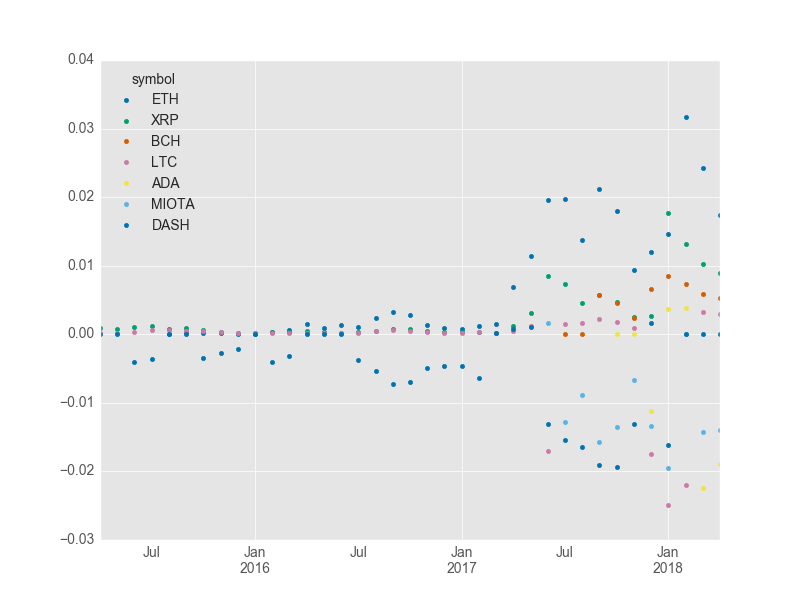 0.04
0.03
0.02
0.01
0.00
−0.01
−0.02
−0.03
symbol
ETH
XRP
BCH
LTC
ADA
MIOTA
DASH
Jul
Jan
2016
Jul
Jan
2017
Jul
Jan
2018